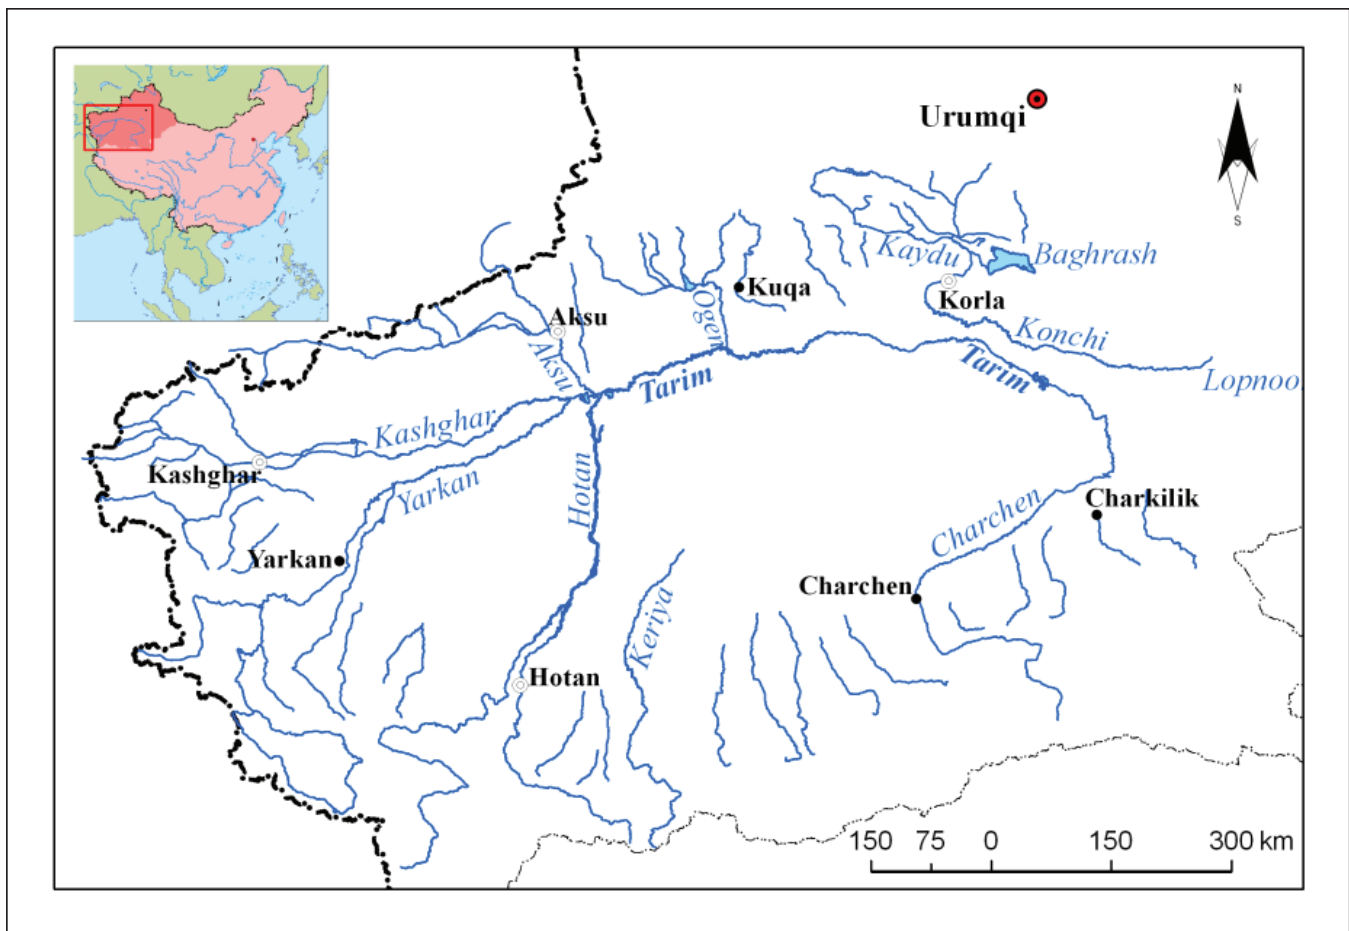 N
Urumqi
S
Kaydu
Baghrash
Kuqa
Korla
Ogen
Aksu
Konchi
Aksu
Tarim
Tarim
Lopnoo
Kashghar
Kashghar
Yarkan
Hotan
Charkilik
Charchen
Yarkan
Charchen
Keriya
Hotan
150 75 0 150 300 km